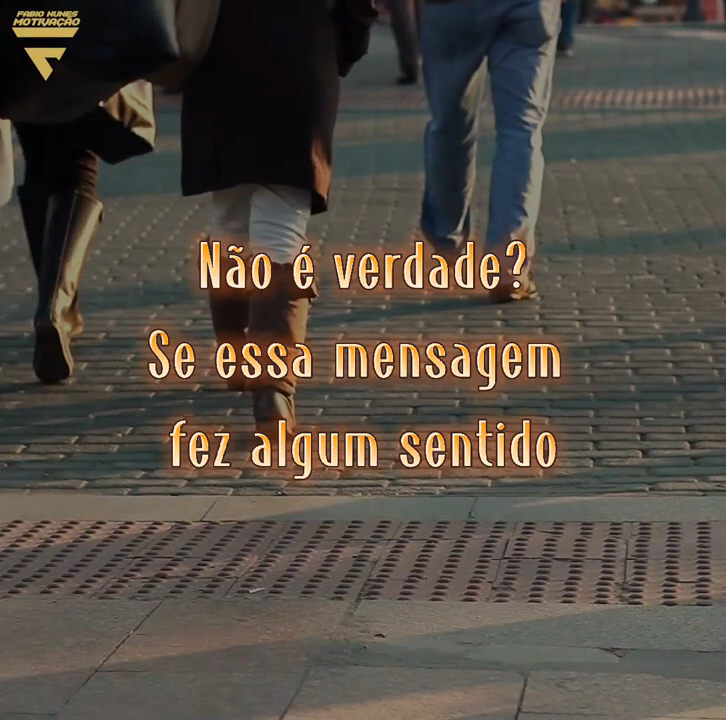 FABIO NUNES
MOTIVAÇÃO
Não é verdade?
Se essa mensagem
fez algum sentido